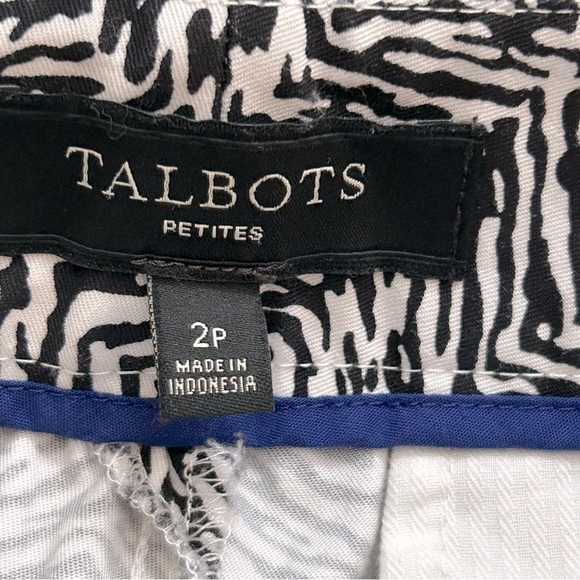 TALBOTS
PETITES
2P
MADE IN
INDONESIA